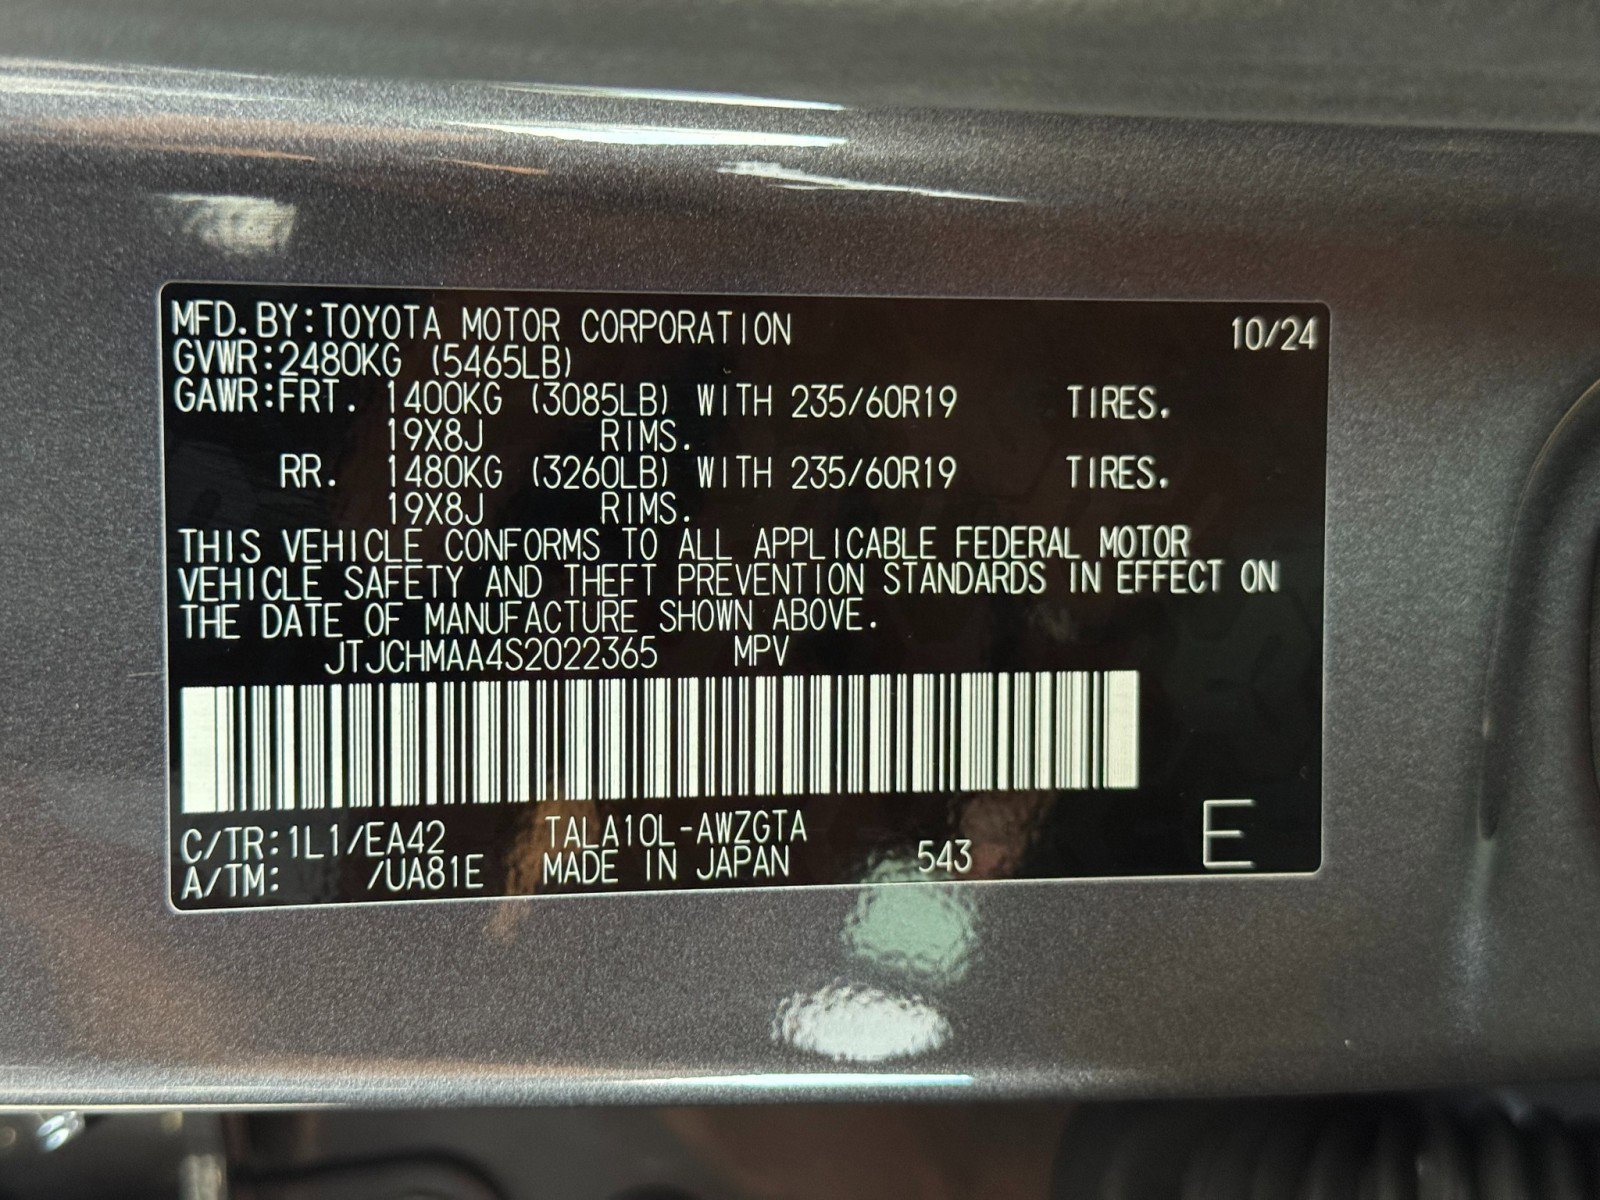 MFD.BY:TOYOTA MOTOR CORPORATION 10/24
GVWR:2480KG (5465LB)
GAWR:FRT. 1400KG (3085LB) WITH 235/60R19 TIRES.
19X8J RIMS.
RR. 1480KG (3260LB) WITH 235/60R19 TIRES.
19X8J RIMS.
THIS VEHICLE CONFORMS TO ALL APPLICABLE FEDERAL MOTOR
VEHICLE SAFETY AND THEFT PREVENTION STANDARDS IN EFFECT ON
THE DATE OF MANUFACTURE SHOWN ABOVE.
JTJCHMAA4S2022365 MPV
C/TR:1L1/EA42 TALA10L-AWZGTA
A/TM: /UA81E MADE IN JAPAN 543 E